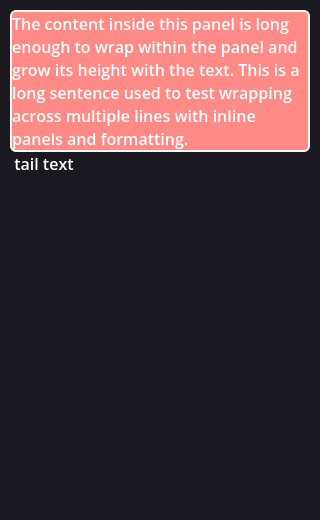 The content inside this panel is long
enough to wrap within the panel and
grow its height with the text. This is a
long sentence used to test wrapping
across multiple lines with inline
panels and formatting.
tail text